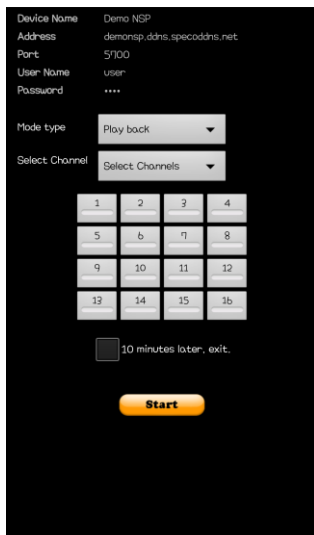 Device Name Demo NSP
Address demonsp.ddns.specoddns.net
Port 5700
User Name user
Password ••••
Mode type Play back
Select Channel Select Channels
1 2 3 4
5 6 7 8
9 10 11 12
13 14 15 16
10 minutes later, exit.
Start